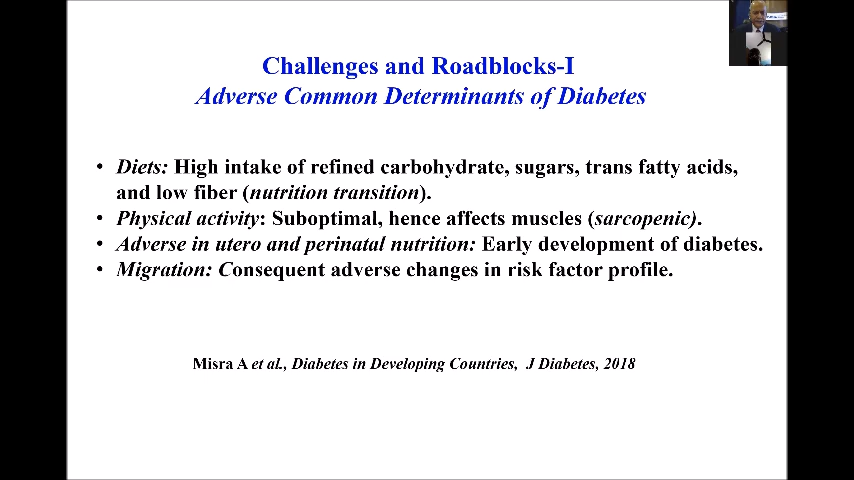 Challenges and Roadblocks-I
Adverse Common Determinants of Diabetes
• Diets: High intake of refined carbohydrate, sugars, trans fatty acids,
and low fiber (nutrition transition).
• Physical activity: Suboptimal, hence affects muscles (sarcopenic).
• Adverse in utero and perinatal nutrition: Early development of diabetes.
• Migration: Consequent adverse changes in risk factor profile.
Misra A et al., Diabetes in Developing Countries, J Diabetes, 2018